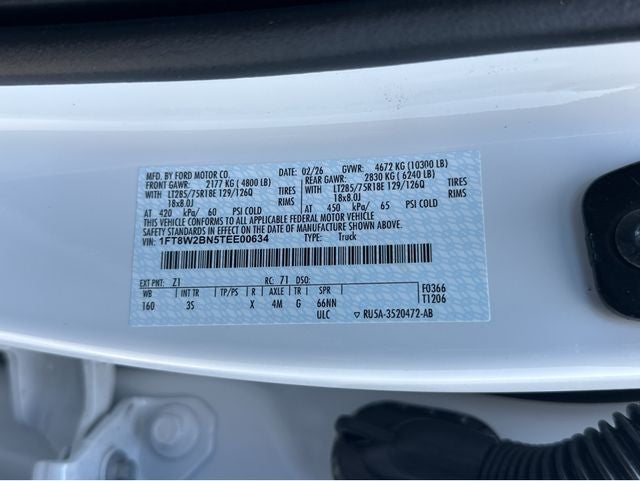 MFD. BY FORD MOTOR CO. DATE: 02/26 GVWR: 4672 KG (10300 LB)
FRONT GAWR: 2177 KG (4800 LB) REAR GAWR: 2830 KG (6240 LB)
WITH LT285/75R18E 129/126Q TIRES WITH LT285/75R18E 129/126Q TIRES
18x8.0J RIMS 18x8.0J RIMS
AT 420 kPa/ 60 PSI COLD AT 450 kPa/ 65 PSI COLD
THIS VEHICLE CONFORMS TO ALL APPLICABLE FEDERAL MOTOR VEHICLE
SAFETY STANDARDS IN EFFECT ON THE DATE OF MANUFACTURE SHOWN ABOVE.
VIN: 1FT8W2BN5TEE00634 TYPE: Truck
EXT PNT: Z1 RC: 71 DSO:
WB INT TR TP/PS R AXLE TR SPR F0366
160 3S X 4M G 66NN T1206
ULC ▽ RU5A-3520472-AB